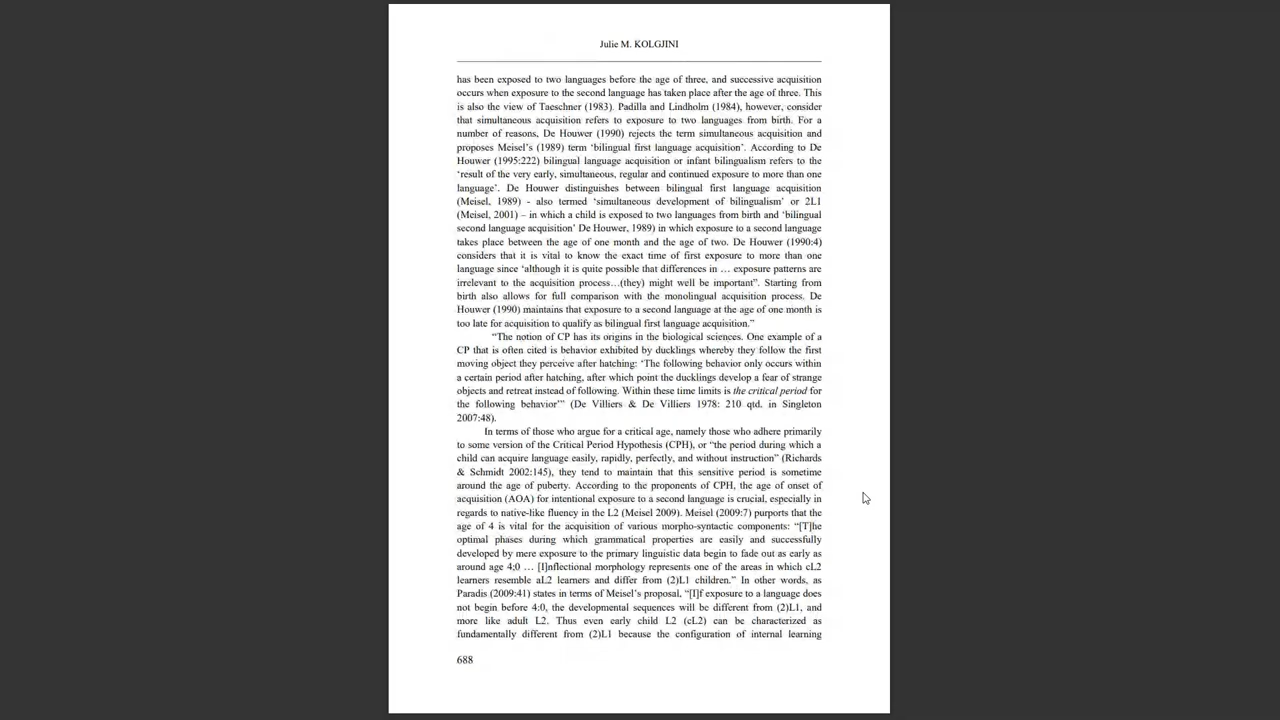 Julie M. KOLGJINI
has been exposed to two languages before the age of three, and successive acquisition
occurs when exposure to the second language has taken place after the age of three. This
is also the view of Taeschner (1983). Padilla and Lindholm (1984), however, consider
that simultaneous acquisition refers to exposure to two languages from birth. For a
number of reasons, De Houwer (1990) rejects the term simultaneous acquisition and
proposes Meisel's (1989) term ‘bilingual first language acquisition’. According to De
Houwer (1995:222) bilingual language acquisition or infant bilingualism refers to the
‘result of the very early, simultaneous, regular and continued exposure to more than one
language’. De Houwer distinguishes between bilingual first language acquisition
(Meisel, 1989) - also termed ‘simultaneous development of bilingualism’ or 2L1
(Meisel, 2001) – in which a child is exposed to two languages from birth and ‘bilingual
second language acquisition’ De Houwer, 1989) in which exposure to a second language
takes place between the age of one month and the age of two. De Houwer (1990:4)
considers that it is vital to know the exact time of first exposure to more than one
language since ‘although it is quite possible that differences in … exposure patterns are
irrelevant to the acquisition process…(they) might well be important”. Starting from
birth also allows for full comparison with the monolingual acquisition process. De
Houwer (1990) maintains that exposure to a second language at the age of one month is
too late for acquisition to qualify as bilingual first language acquisition.”
“The notion of CP has its origins in the biological sciences. One example of a
CP that is often cited is behavior exhibited by ducklings whereby they follow the first
moving object they perceive after hatching: ‘The following behavior only occurs within
a certain period after hatching, after which point the ducklings develop a fear of strange
objects and retreat instead of following. Within these time limits is the critical period for
the following behavior’” (De Villiers & De Villiers 1978: 210 qtd. in Singleton
2007:48).
In terms of those who argue for a critical age, namely those who adhere primarily
to some version of the Critical Period Hypothesis (CPH), or “the period during which a
child can acquire language easily, rapidly, perfectly, and without instruction” (Richards
& Schmidt 2002:145), they tend to maintain that this sensitive period is sometime
around the age of puberty. According to the proponents of CPH, the age of onset of
acquisition (AOA) for intentional exposure to a second language is crucial, especially in
regards to native-like fluency in the L2 (Meisel 2009). Meisel (2009:7) purports that the
age of 4 is vital for the acquisition of various morpho-syntactic components: “[T]he
optimal phases during which grammatical properties are easily and successfully
developed by mere exposure to the primary linguistic data begin to fade out as early as
around age 4;0 … [I]nflectional morphology represents one of the areas in which cL2
learners resemble aL2 learners and differ from (2)L1 children.” In other words, as
Paradis (2009:41) states in terms of Meisel's proposal, “[I]f exposure to a language does
not begin before 4:0, the developmental sequences will be different from (2)L1, and
more like adult L2. Thus even early child L2 (cL2) can be characterized as
fundamentally different from (2)L1 because the configuration of internal learning
688